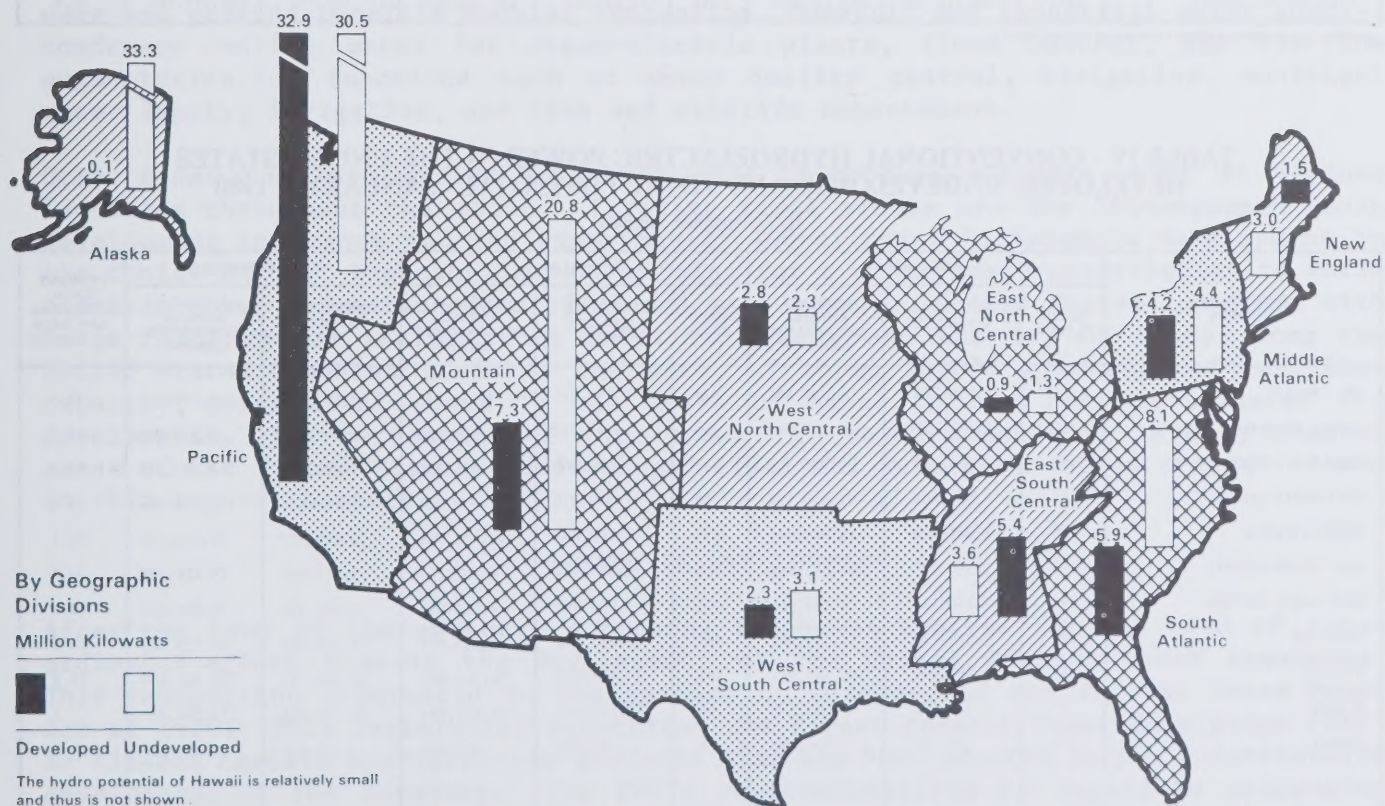 32.9
30.5
33.3
0.1
Alaska
20.8
Mountain
7.3
Pacific
2.8
2.3
West
North Central
East
North
Central
0.9
1.3
1.5
3.0
New
England
4.2
4.4
Middle
Atlantic
8.1
East
South
Central
3.6
5.4
5.9
South
Atlantic
2.3
3.1
West
South Central
By Geographic
Divisions
Million Kilowatts
Developed Undeveloped
The hydro potential of Hawaii is relatively small
and thus is not shown.